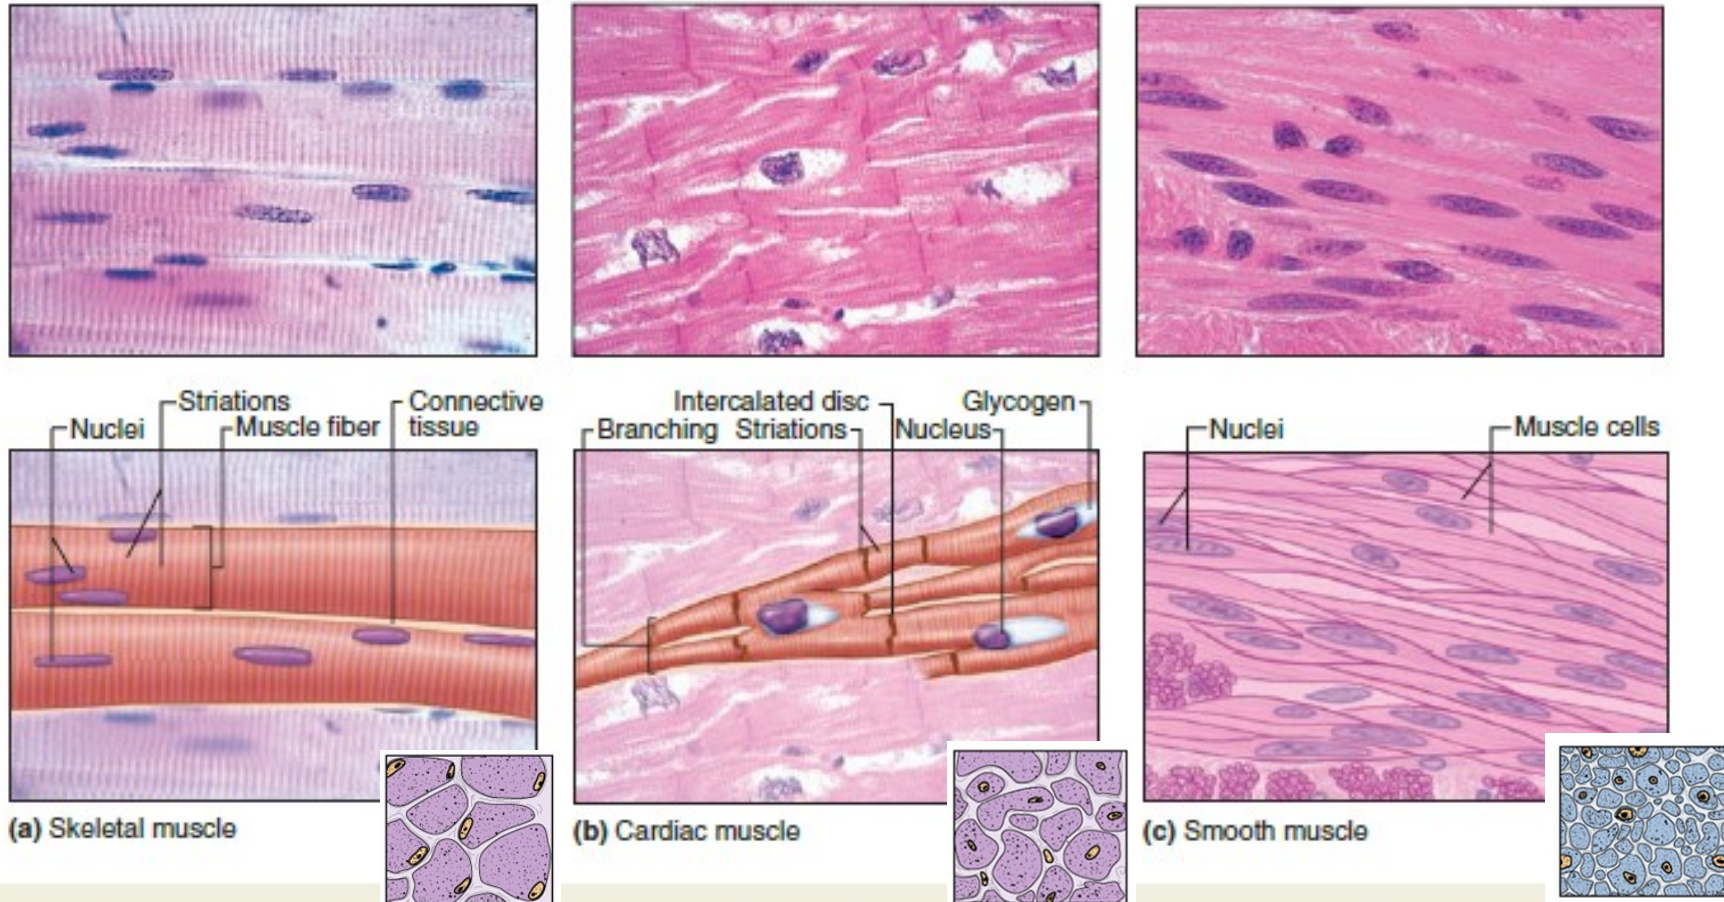 Striations
Connective
tissue
Nuclei
Muscle fiber
Intercalated disc
Glycogen
Branching
Striations
Nucleus
Nuclei
Muscle cells
(a) Skeletal muscle
(b) Cardiac muscle
(c) Smooth muscle